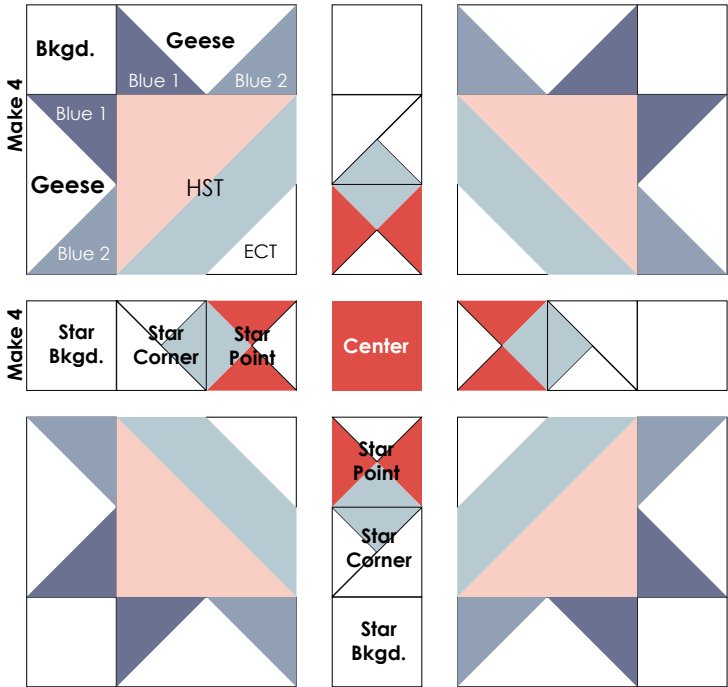 Make 4
Bkgd.
Geese
Blue 1
Blue 2
Blue 1
Geese
Blue 2
HST
ECT
Make 4
Star
Bkgd.
Star
Corner
Star
Point
Center
Star
Point
Star
Corner
Star
Bkgd.